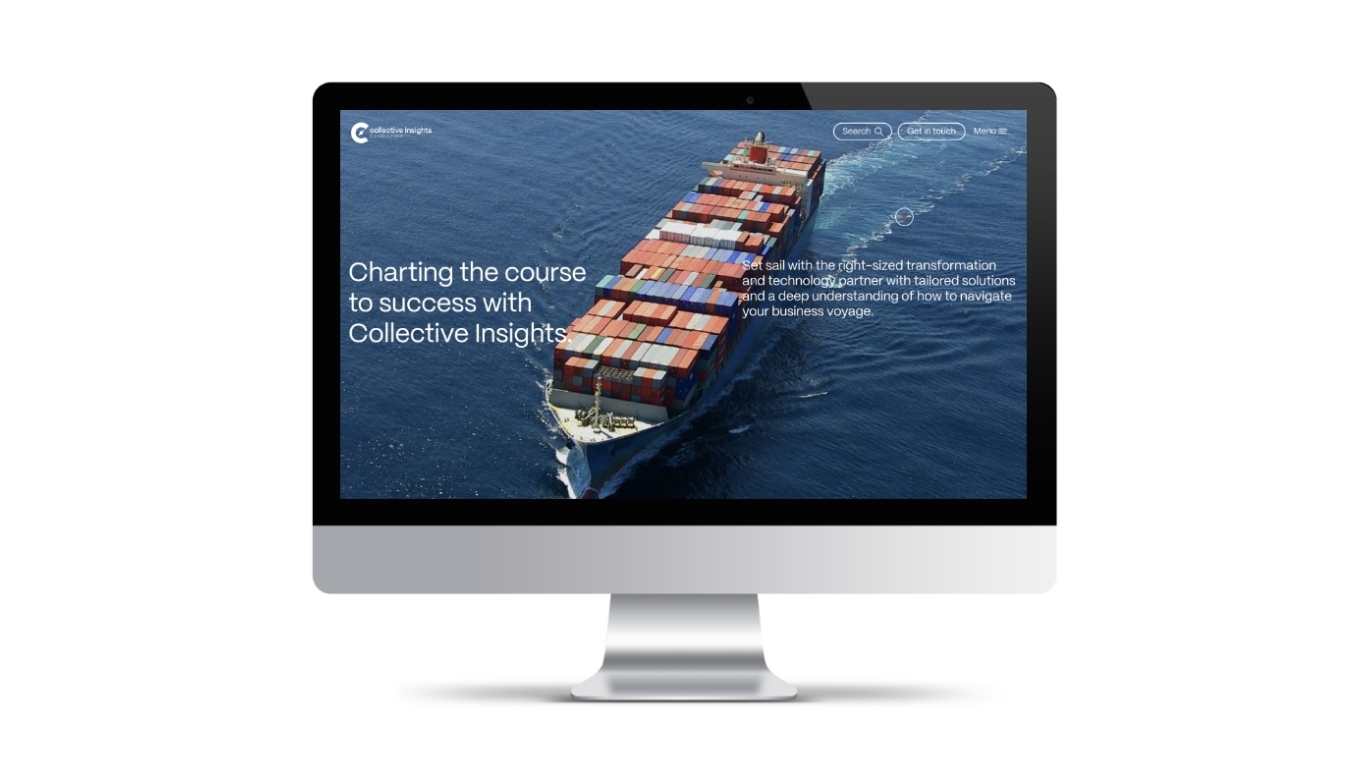 collective insights
Search
Get in touch
Menu
Charting the course
to success with
Collective Insights.
Set sail with the right-sized transformation
and technology partner with tailored solutions
and a deep understanding of how to navigate
your business voyage.